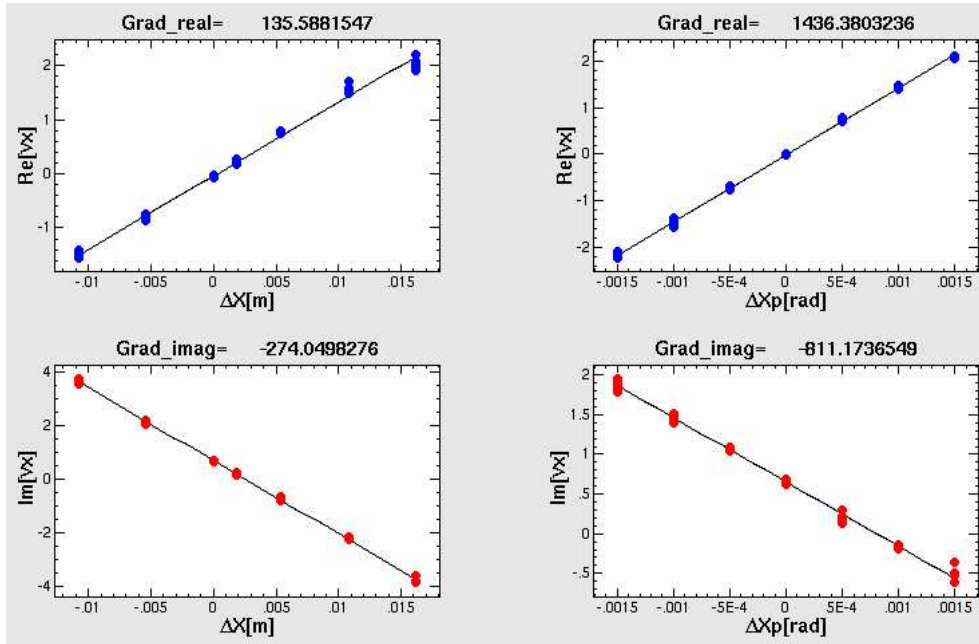 Grad_real= 135.5881547
Re[vx]
2
1
0
-1
-.01 -.005 0 .005 .01 .015
ΔX[m]
Grad_real= 1436.3803236
Re[vx]
2
1
0
-1
-2
-.0015 -.001 -5E-4 0 5E-4 .001 .0015
ΔXp[rad]
Grad_imag= -274.0498276
Im[vx]
4
2
0
-2
-4
-.01 -.005 0 .005 .01 .015
ΔX[m]
Grad_imag= -811.1736549
Im[vx]
2
1.5
1
.5
0
-.5
-.0015 -.001 -5E-4 0 5E-4 .001 .0015
ΔXp[rad]